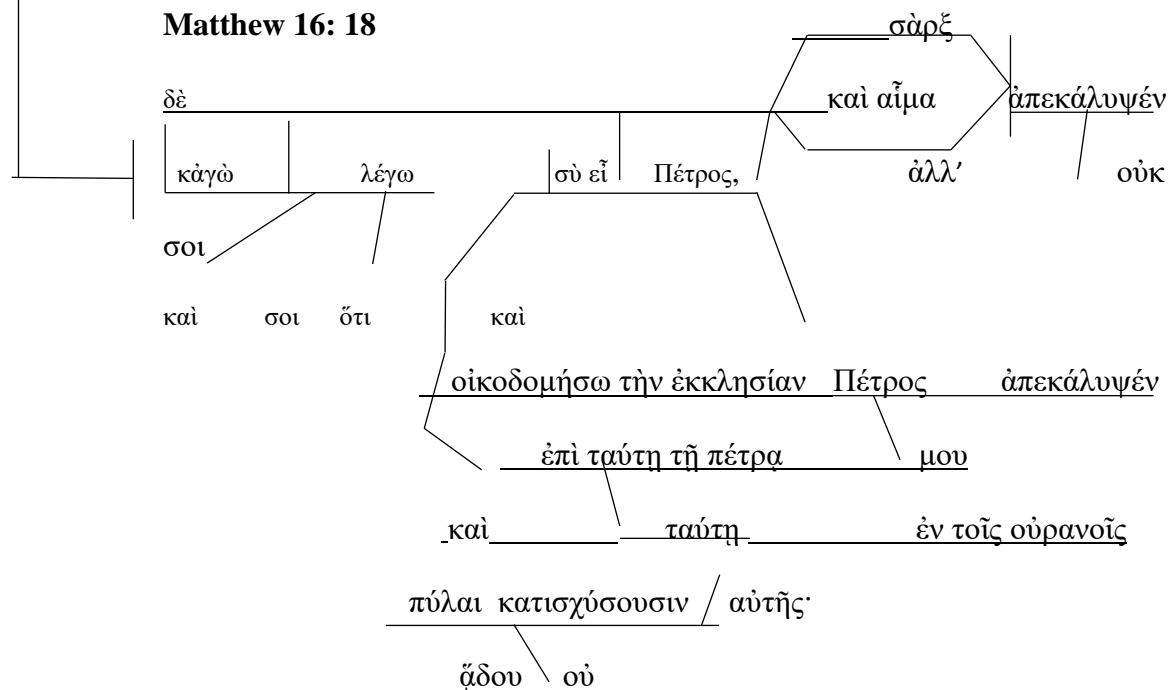 Matthew 16: 18
σὰρξ
δὲ καὶ αἷμα ἀπεκάλυψέν
κἀγὼ λέγω σὺ εἶ Πέτρος, ἀλλ’ οὐκ
σοι
καὶ σοι ὅτι καὶ
οἰκοδομήσω τὴν ἐκκλησίαν Πέτρος ἀπεκάλυψέν
ἐπὶ ταύτῃ τῇ πέτρᾳ μου
καὶ ταύτῃ ἐν τοῖς οὐρανοῖς
πύλαι κατισχύσουσιν αὐτῆς·
ᾅδου οὐ